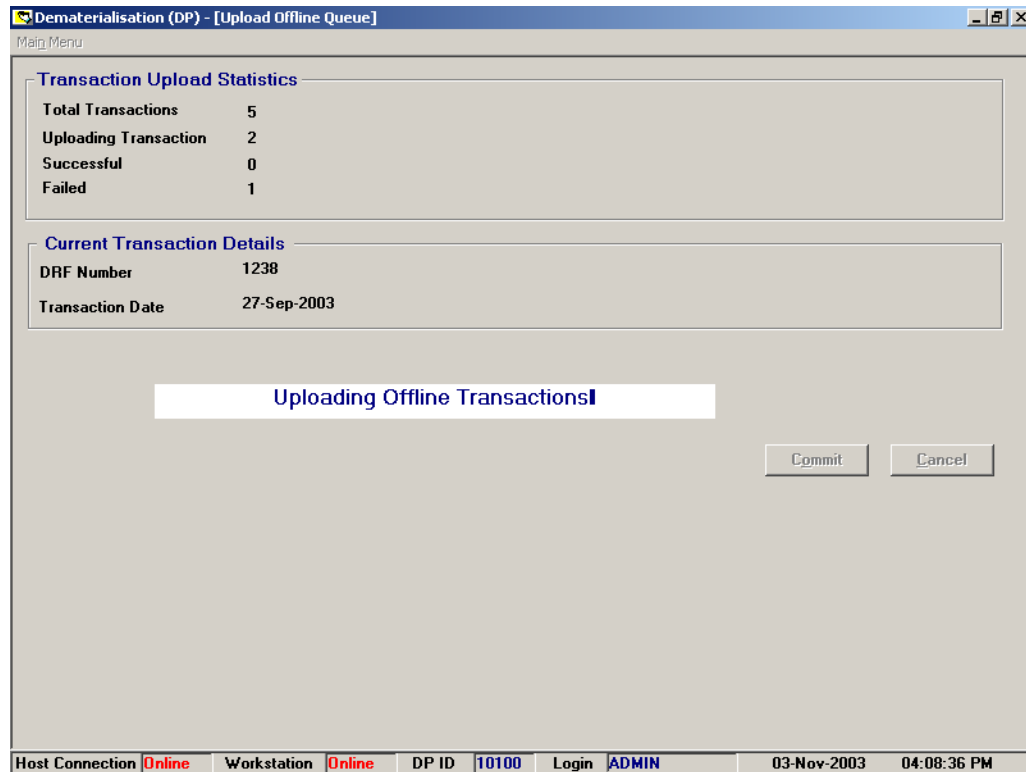 Dematerialisation (DP) - [Upload Offline Queue]
Main Menu
Transaction Upload Statistics
Total Transactions 5
Uploading Transaction 2
Successful 0
Failed 1
Current Transaction Details
DRF Number 1238
Transaction Date 27-Sep-2003
Uploading Offline Transactions
Commit Cancel
Host Connection Online Workstation Online DP ID 10100 Login ADMIN 03-Nov-2003 04:08:36 PM